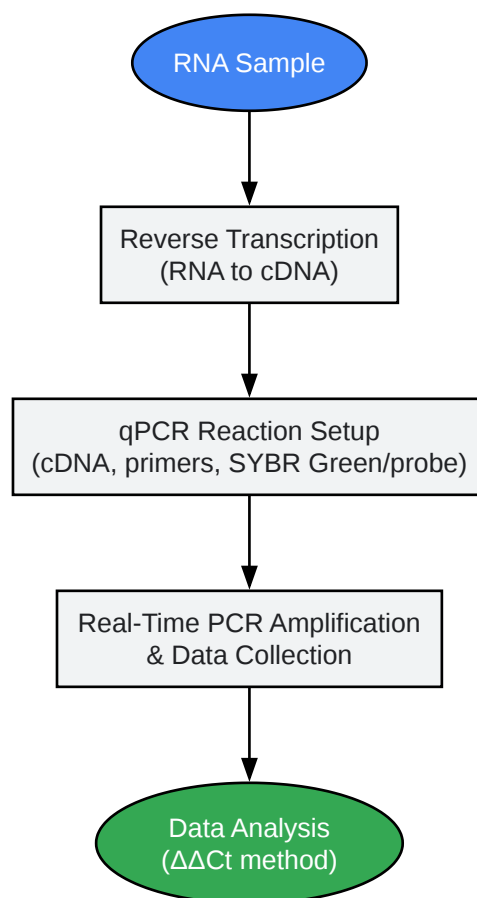 RNA Sample
Reverse Transcription
(RNA to cDNA)
qPCR Reaction Setup
(cDNA, primers, SYBR Green/probe)
Real-Time PCR Amplification
& Data Collection
Data Analysis
(ΔΔCt method)